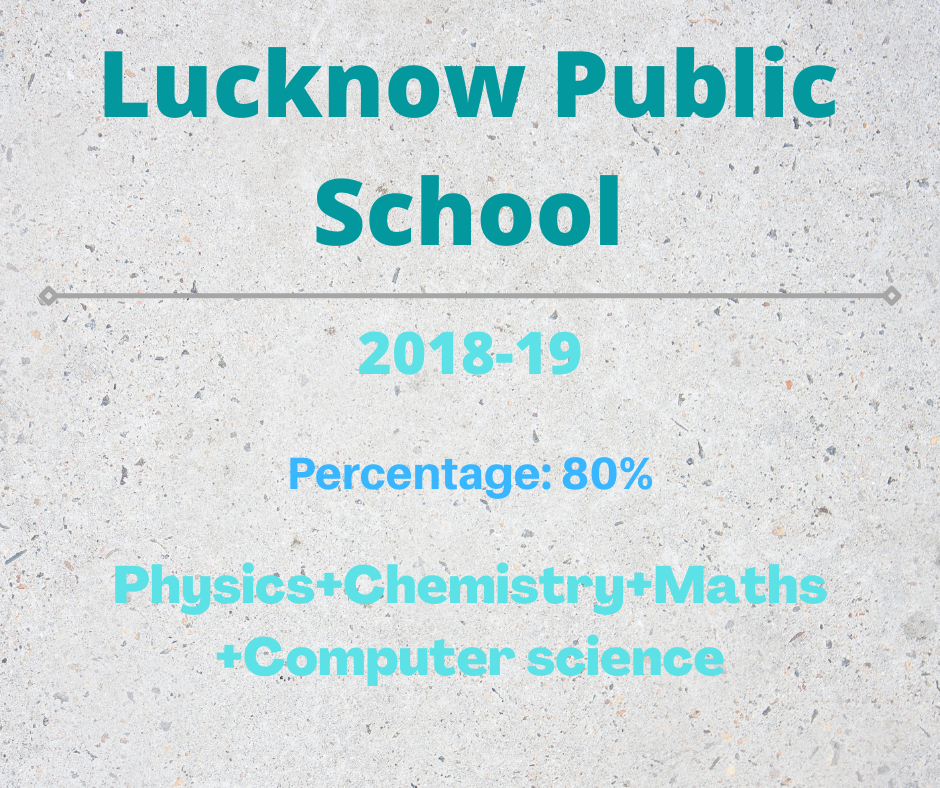 Lucknow Public
School
2018-19
Percentage: 80%
Physics+Chemistry+Maths
+Computer science